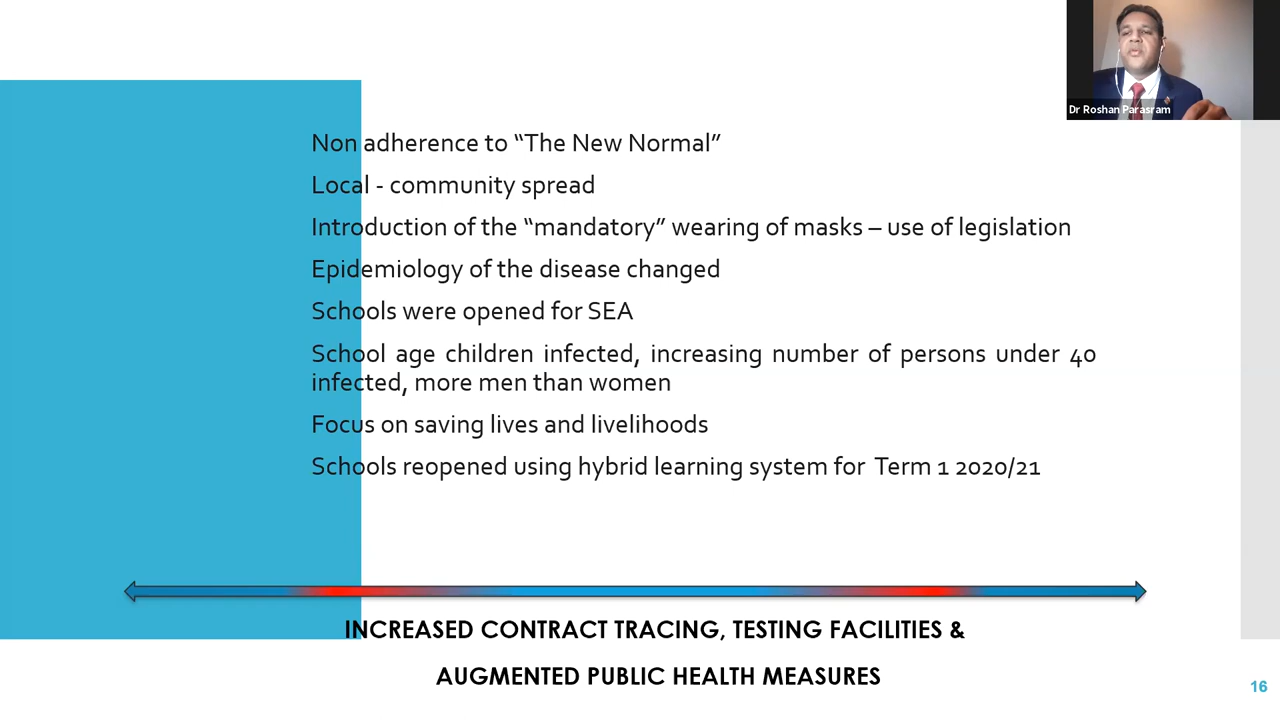 Dr Roshan Parasram
Non adherence to “The New Normal”
Local - community spread
Introduction of the “mandatory” wearing of masks – use of legislation
Epidemiology of the disease changed
Schools were opened for SEA
School age children infected, increasing number of persons under 40
infected, more men than women
Focus on saving lives and livelihoods
Schools reopened using hybrid learning system for Term 1 2020/21
INCREASED CONTRACT TRACING, TESTING FACILITIES &
AUGMENTED PUBLIC HEALTH MEASURES
16